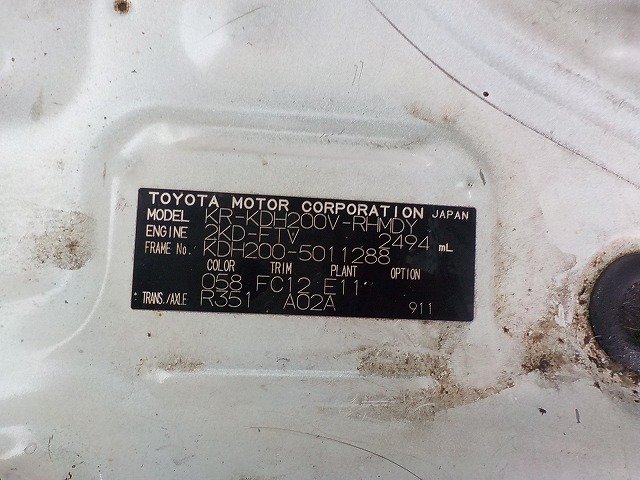 TOYOTA MOTOR CORPORATION JAPAN
MODEL KR-KDH200V-RHMDY
ENGINE 2KD-FTV 2494 mL
FRAME No. KDH200-5011288
COLOR TRIM PLANT OPTION
058 FC12 E11
TRANS./AXLE R351 A02A 911